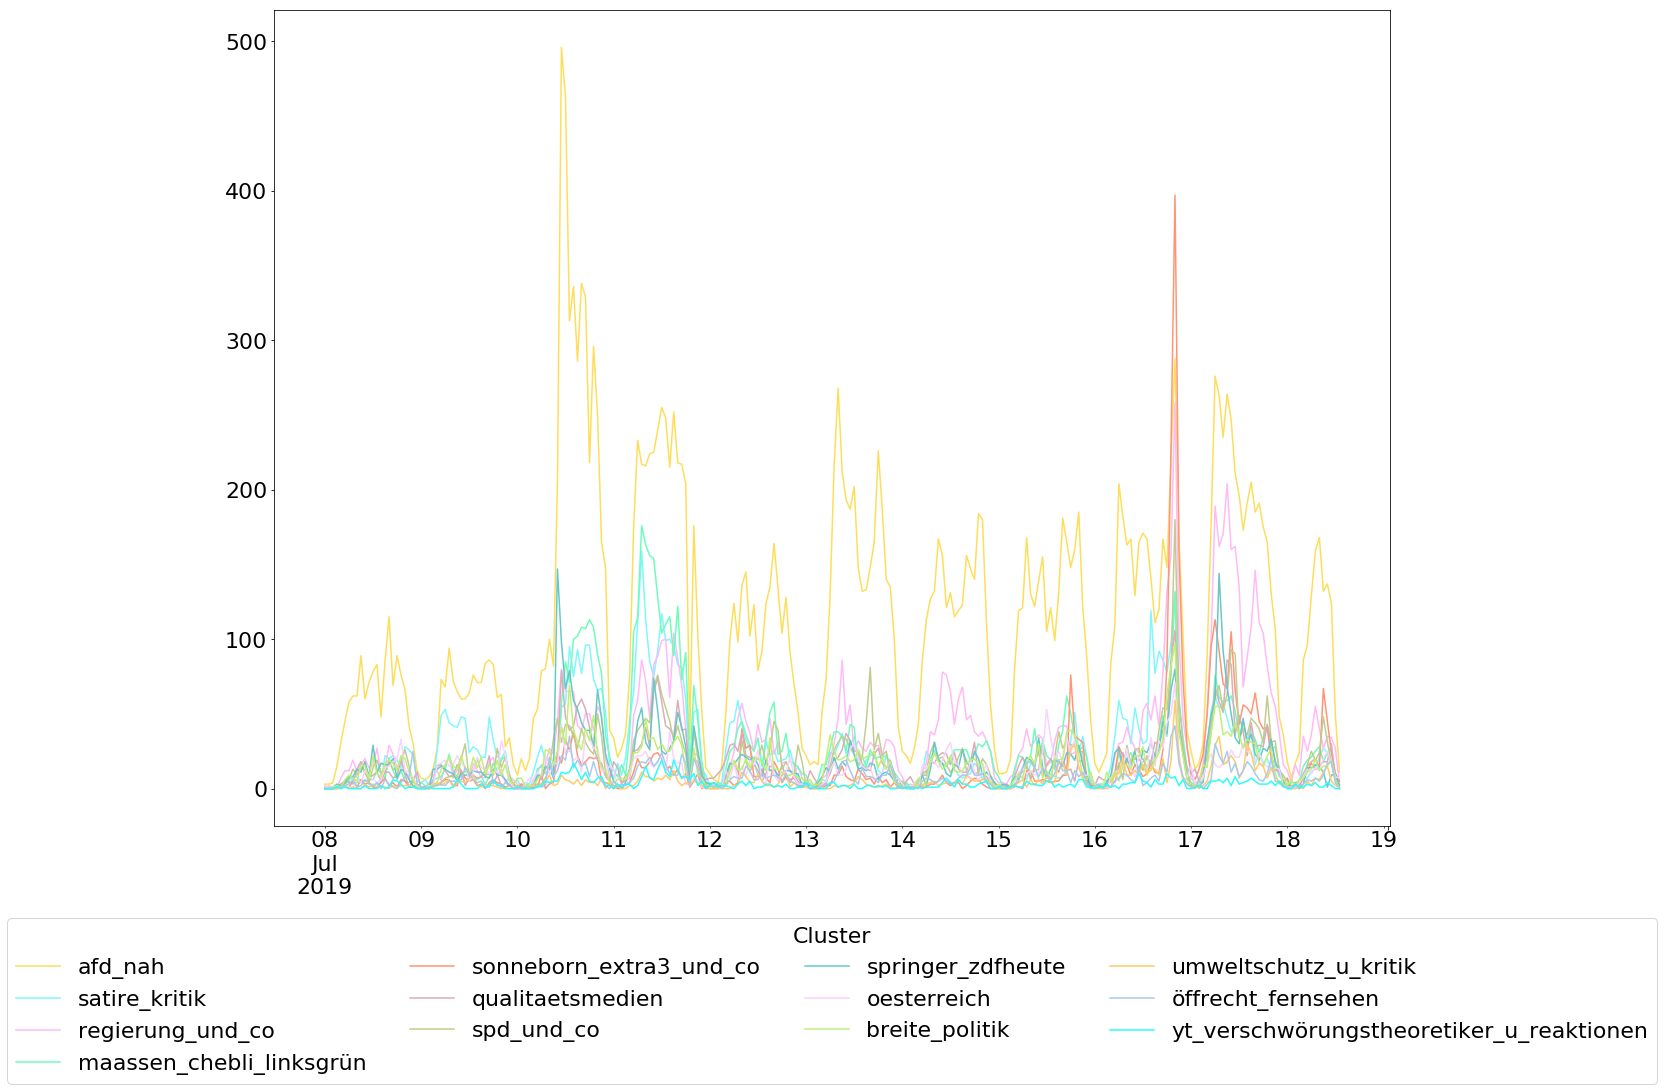 500
400
300
200
100
0
08 09 10 11 12 13 14 15 16 17 18 19
Jul
2019
Cluster
afd_nah sonneborn_extra3_und_co springer_zdfheute umweltschutz_u_kritik
satire_kritik qualitaetsmedien oesterreich öffrecht_fernsehen
regierung_und_co spd_und_co breite_politik yt_verschwörungstheoretiker_u_reaktionen
maassen_chebli_linksgrün